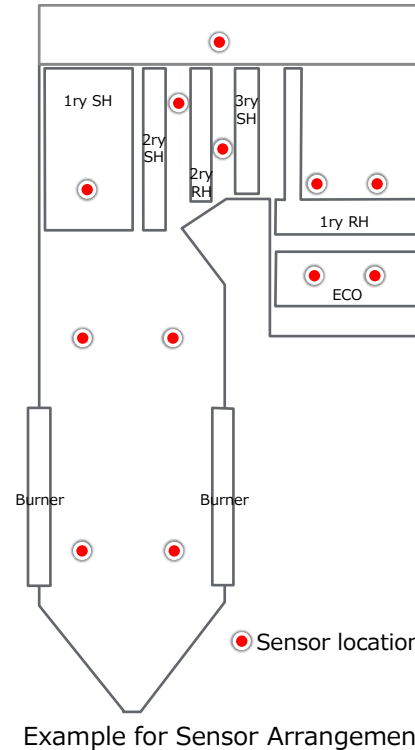 1ry SH
2ry
SH
2ry
RH
3ry
SH
1ry RH
ECO
Burner
Burner
Sensor location
Example for Sensor Arrangemen